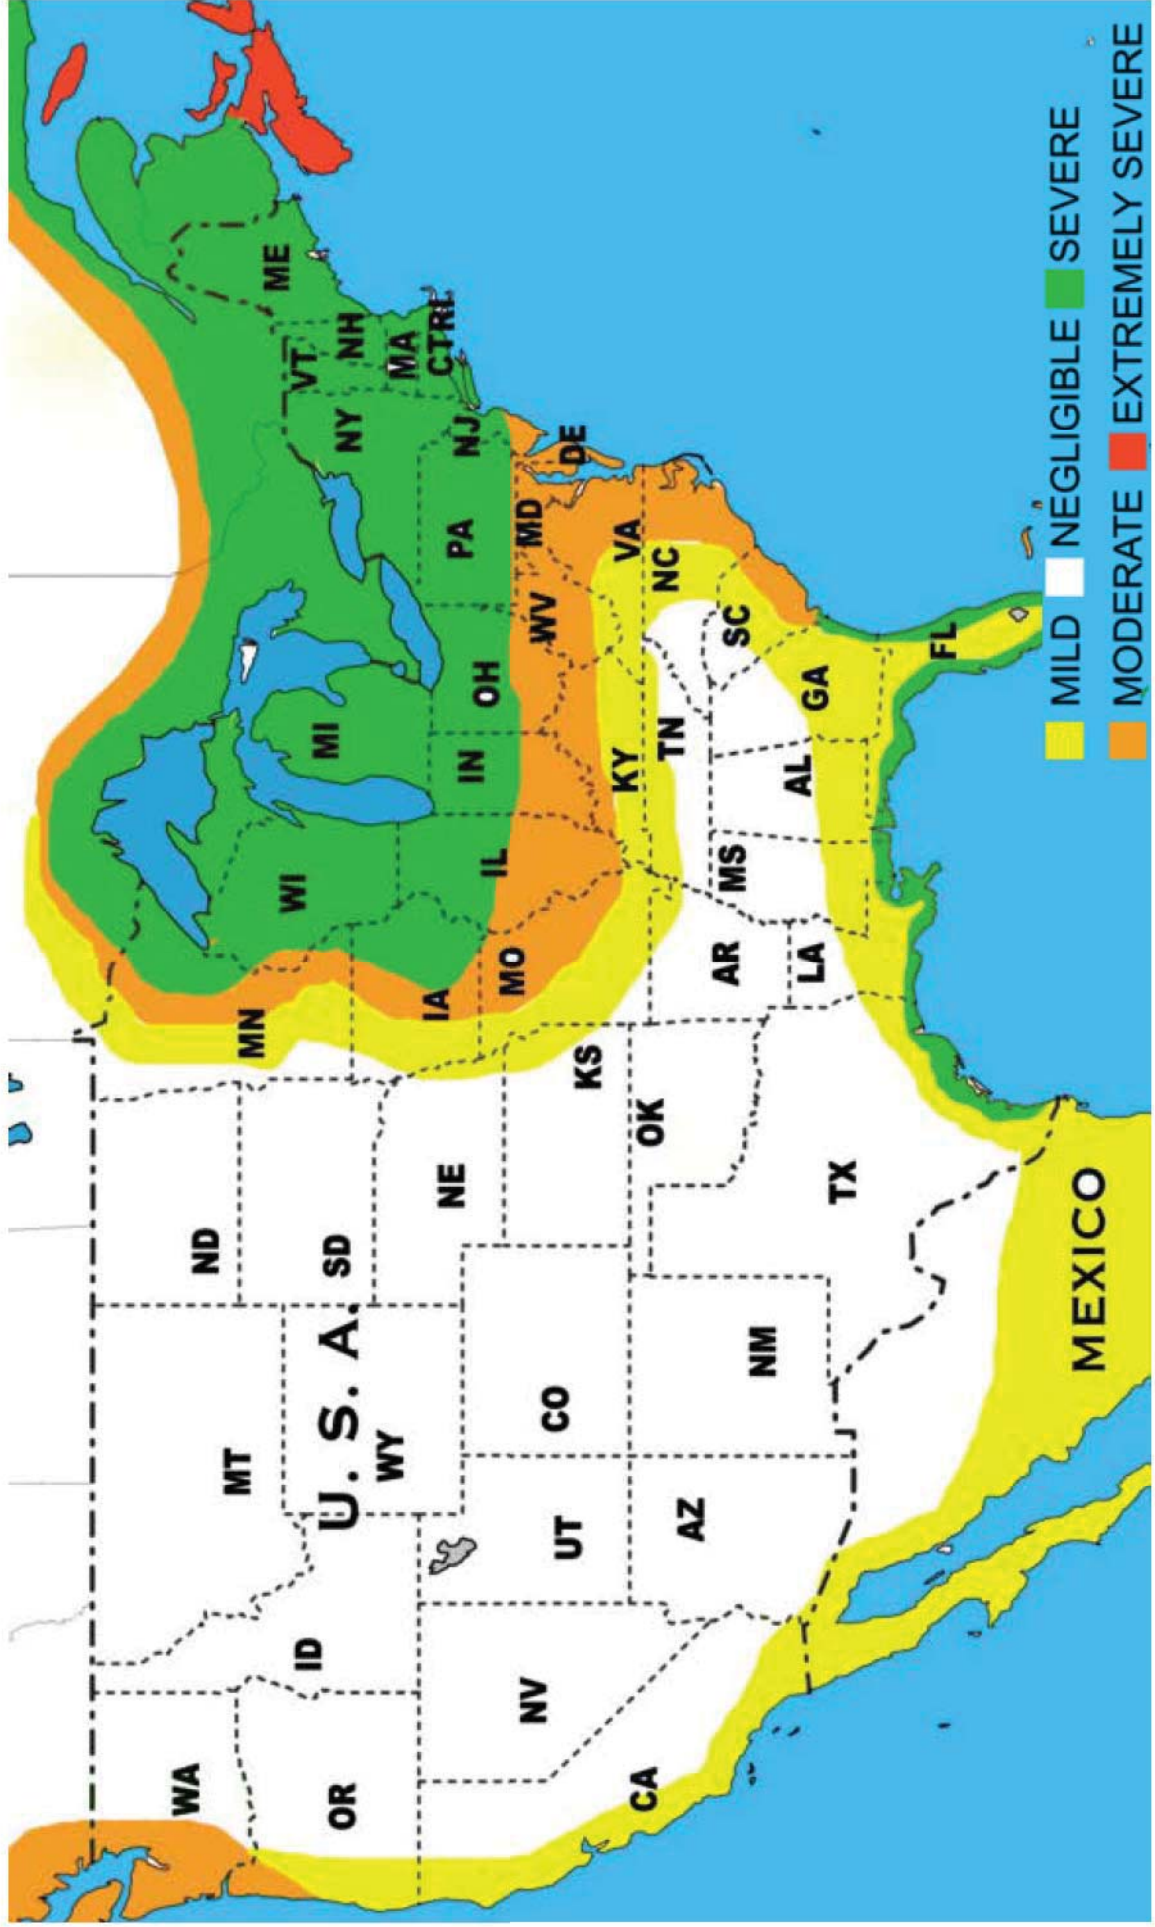 WA
MT
ND
MN
WI
MI
ME
VT
NH
NY
MA
CTRI
OR
ID
U. S. A.
WY
SD
IA
NE
IL
IN
OH
PA
NJ
NV
UT
CO
KS
MO
KY
WV
MD
DE
VA
CA
AZ
NM
OK
AR
TN
NC
SC
TX
LA
MS
AL
GA
FL
MEXICO
MILD NEGLIGIBLE SEVERE
MODERATE EXTREMELY SEVERE